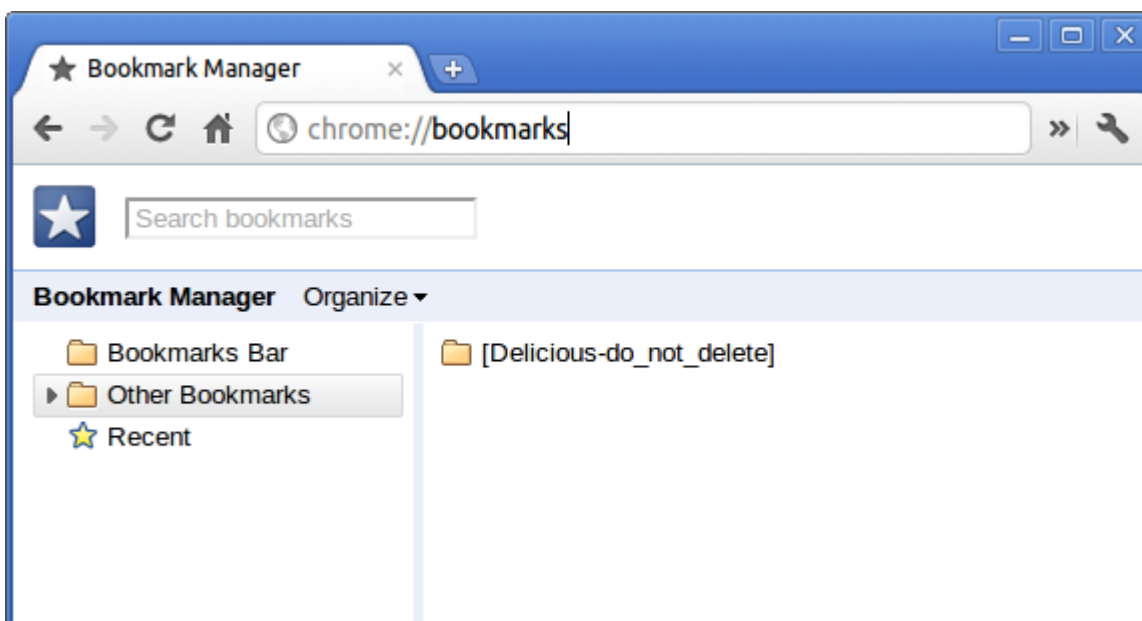 Bookmark Manager
chrome://bookmarks
Search bookmarks
Bookmark Manager Organize
Bookmarks Bar
Other Bookmarks
Recent
[Delicious-do_not_delete]